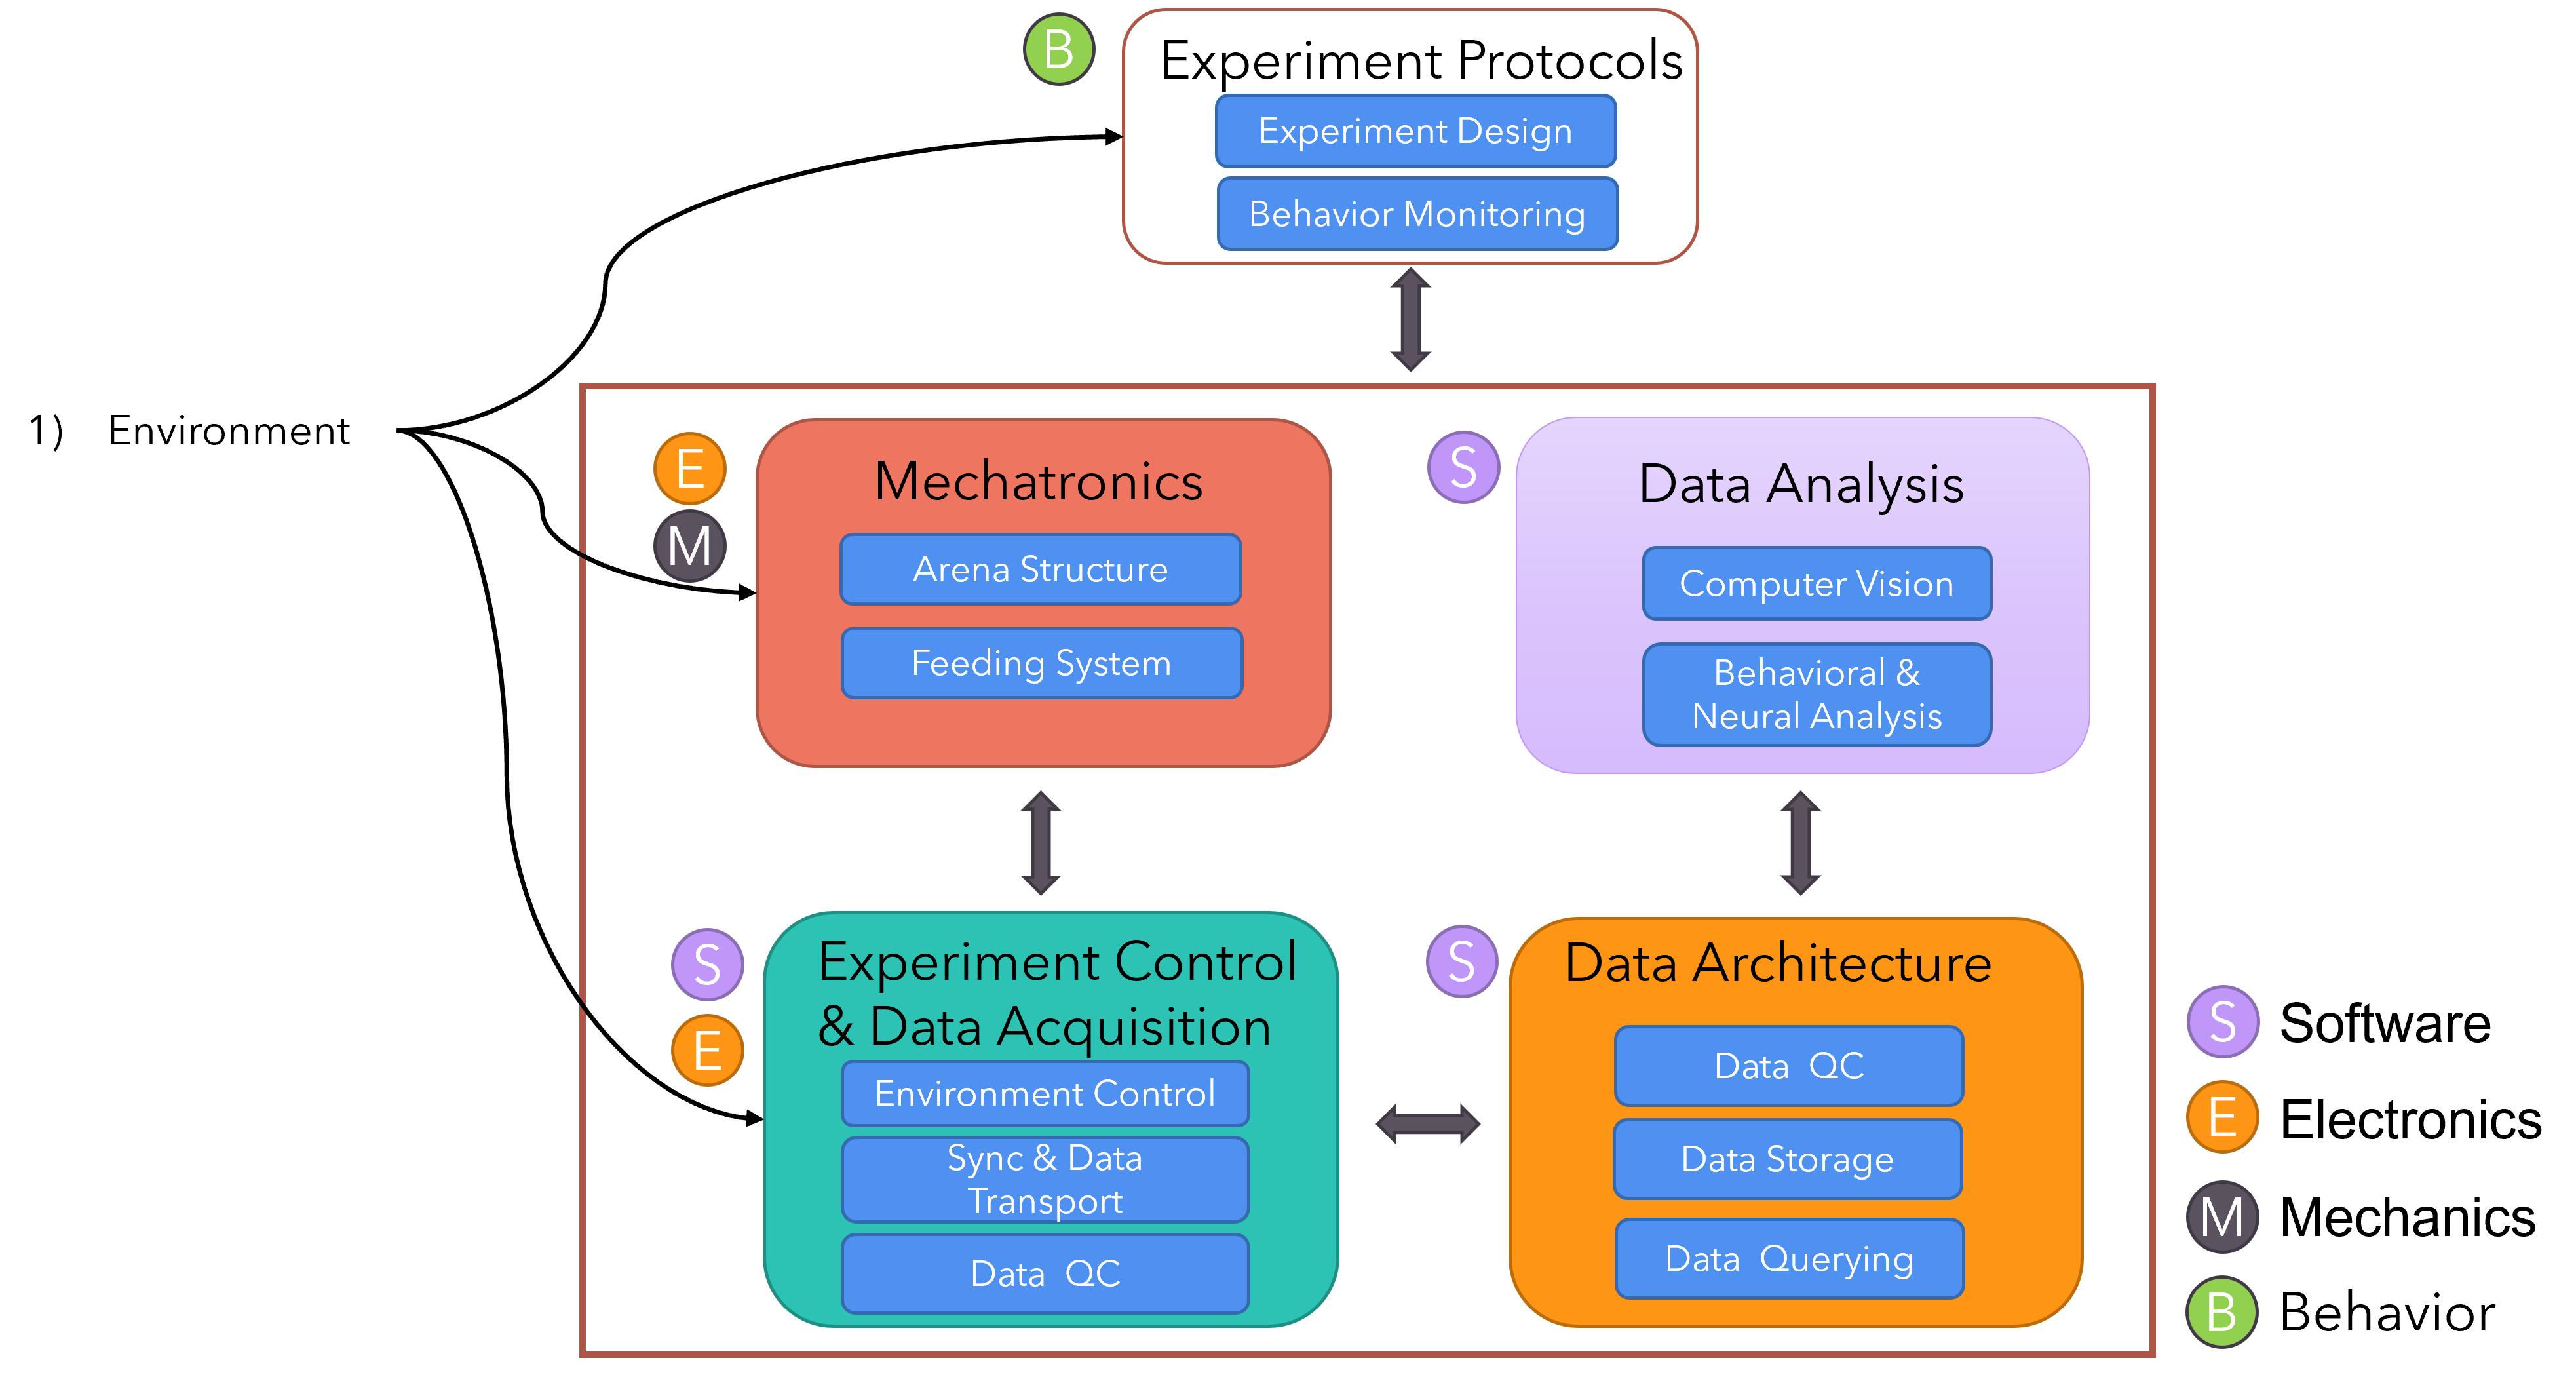 B
Experiment Protocols
Experiment Design
Behavior Monitoring
1) Environment
E
M
Mechatronics
Arena Structure
Feeding System
S
Data Analysis
Computer Vision
Behavioral &
Neural Analysis
S
E
Experiment Control
& Data Acquisition
Environment Control
Sync & Data
Transport
Data QC
S
Data Architecture
Data QC
Data Storage
Data Querying
S Software
E Electronics
M Mechanics
B Behavior